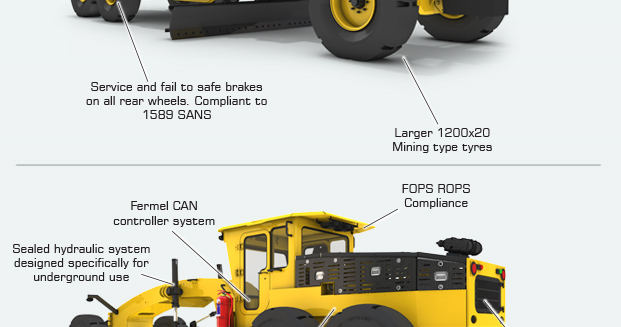 Service and fail to safe brakes
on all rear wheels. Compliant to
1589 SANS
Larger 1200x20
Mining type tyres
FOPS ROPS
Compliance
Fermel CAN
controller system
Sealed hydraulic system
designed specifically for
underground use